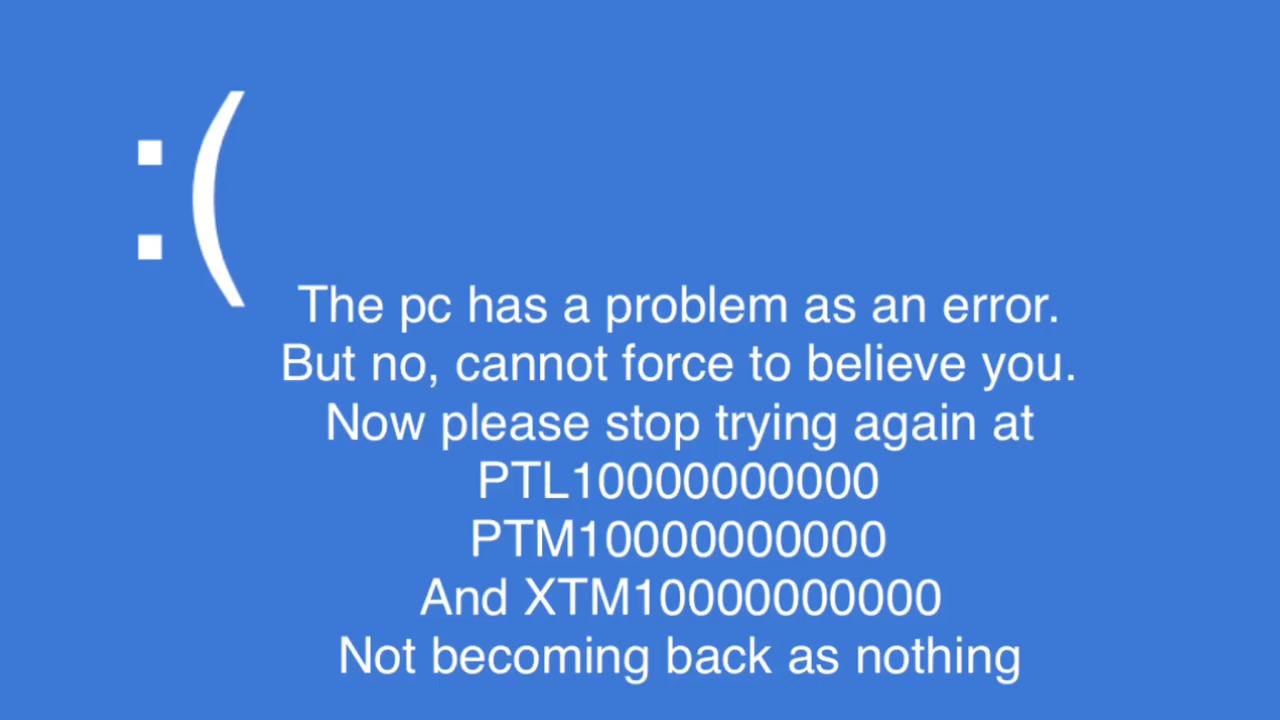 :(
The pc has a problem as an error.
But no, cannot force to believe you.
Now please stop trying again at
PTL10000000000
PTM10000000000
And XTM10000000000
Not becoming back as nothing